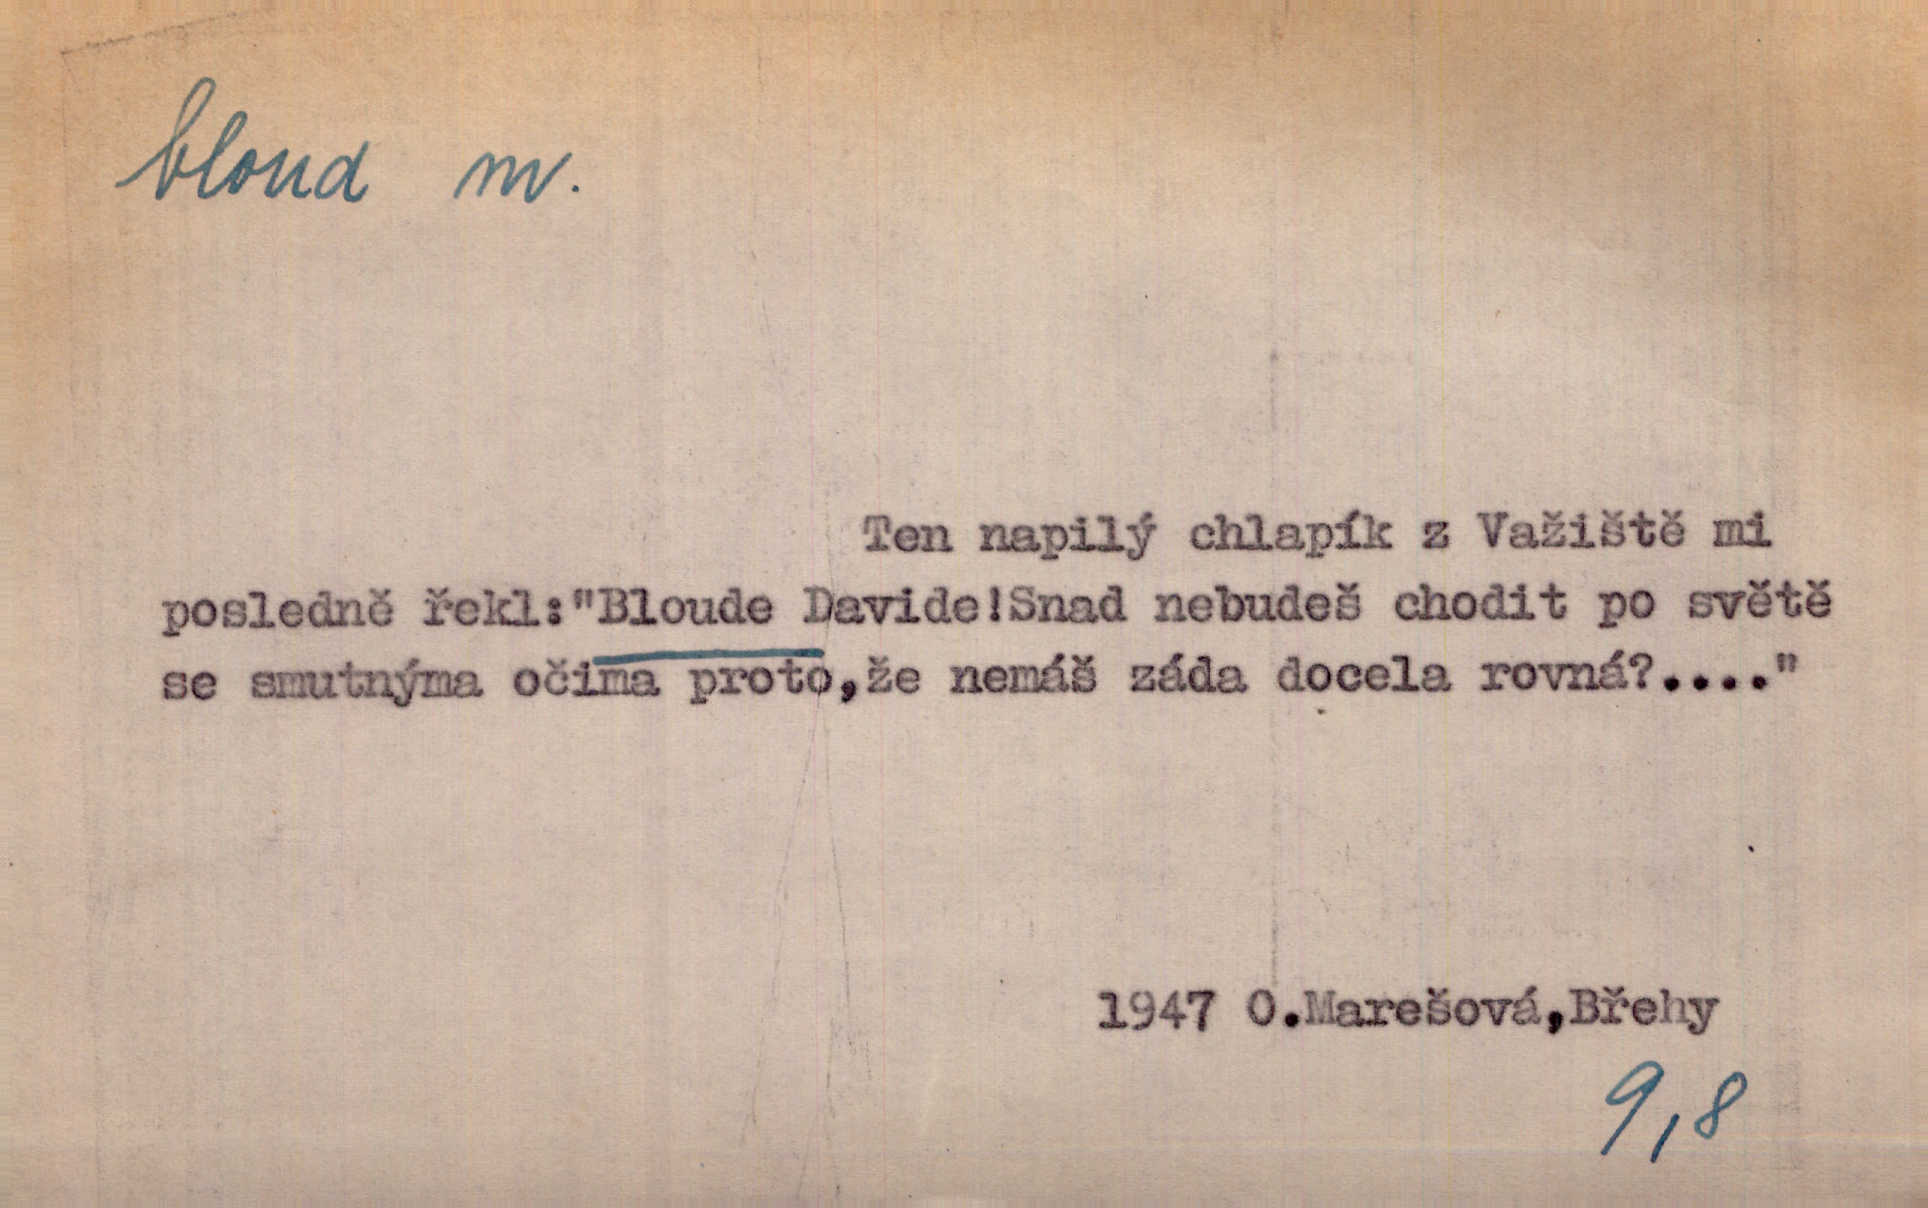 bloud m.
Ten napilý chlapík z Važiště mi
posledně řekl:"Bloude Davide!Snad nebudeš chodit po světě
se smutnýma očima proto,že nemáš záda docela rovná?...."
1947 O.Marešová,Břehy
9,8